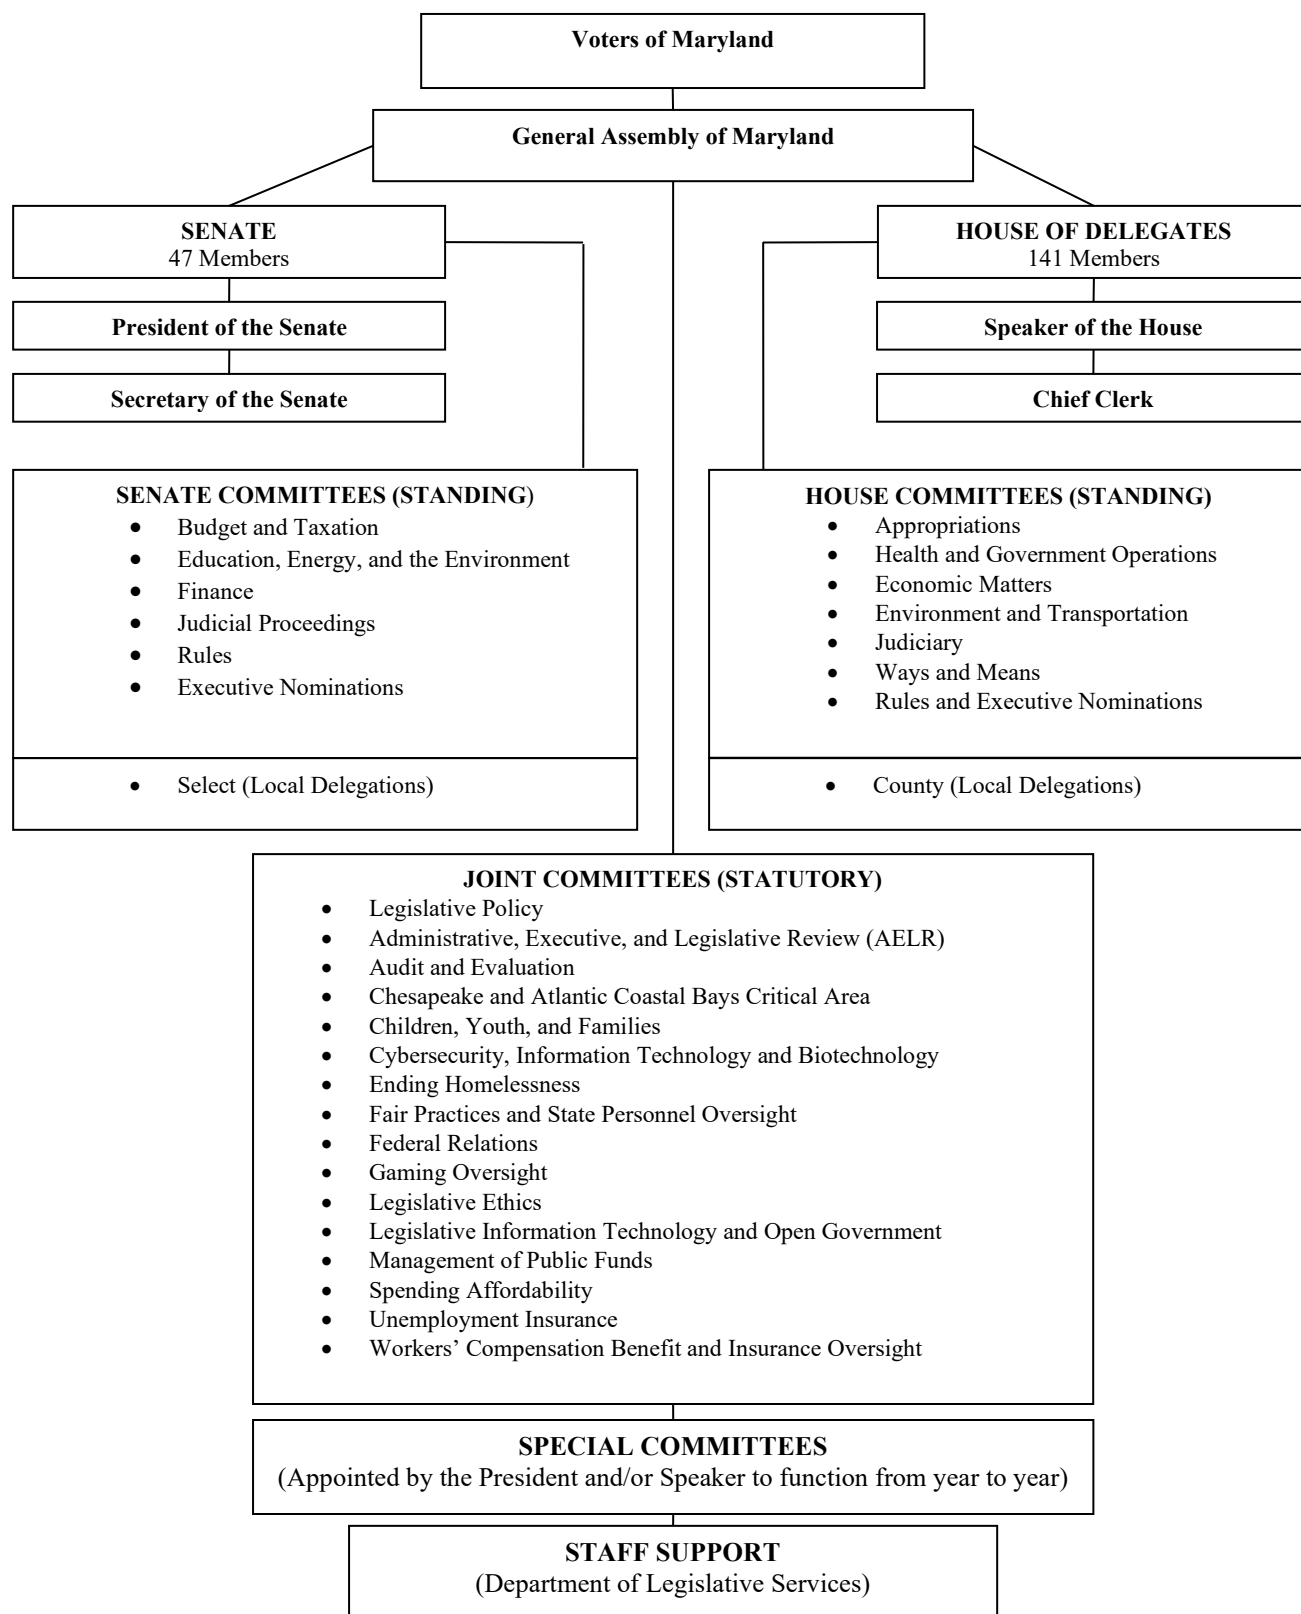 Voters of Maryland
General Assembly of Maryland
SENATE
47 Members
HOUSE OF DELEGATES
141 Members
President of the Senate
Speaker of the House
Secretary of the Senate
Chief Clerk
SENATE COMMITTEES (STANDING)
• Budget and Taxation
• Education, Energy, and the Environment
• Finance
• Judicial Proceedings
• Rules
• Executive Nominations
• Select (Local Delegations)
HOUSE COMMITTEES (STANDING)
• Appropriations
• Health and Government Operations
• Economic Matters
• Environment and Transportation
• Judiciary
• Ways and Means
• Rules and Executive Nominations
• County (Local Delegations)
JOINT COMMITTEES (STATUTORY)
• Legislative Policy
• Administrative, Executive, and Legislative Review (AELR)
• Audit and Evaluation
• Chesapeake and Atlantic Coastal Bays Critical Area
• Children, Youth, and Families
• Cybersecurity, Information Technology and Biotechnology
• Ending Homelessness
• Fair Practices and State Personnel Oversight
• Federal Relations
• Gaming Oversight
• Legislative Ethics
• Legislative Information Technology and Open Government
• Management of Public Funds
• Spending Affordability
• Unemployment Insurance
• Workers’ Compensation Benefit and Insurance Oversight
SPECIAL COMMITTEES
(Appointed by the President and/or Speaker to function from year to year)
STAFF SUPPORT
(Department of Legislative Services)